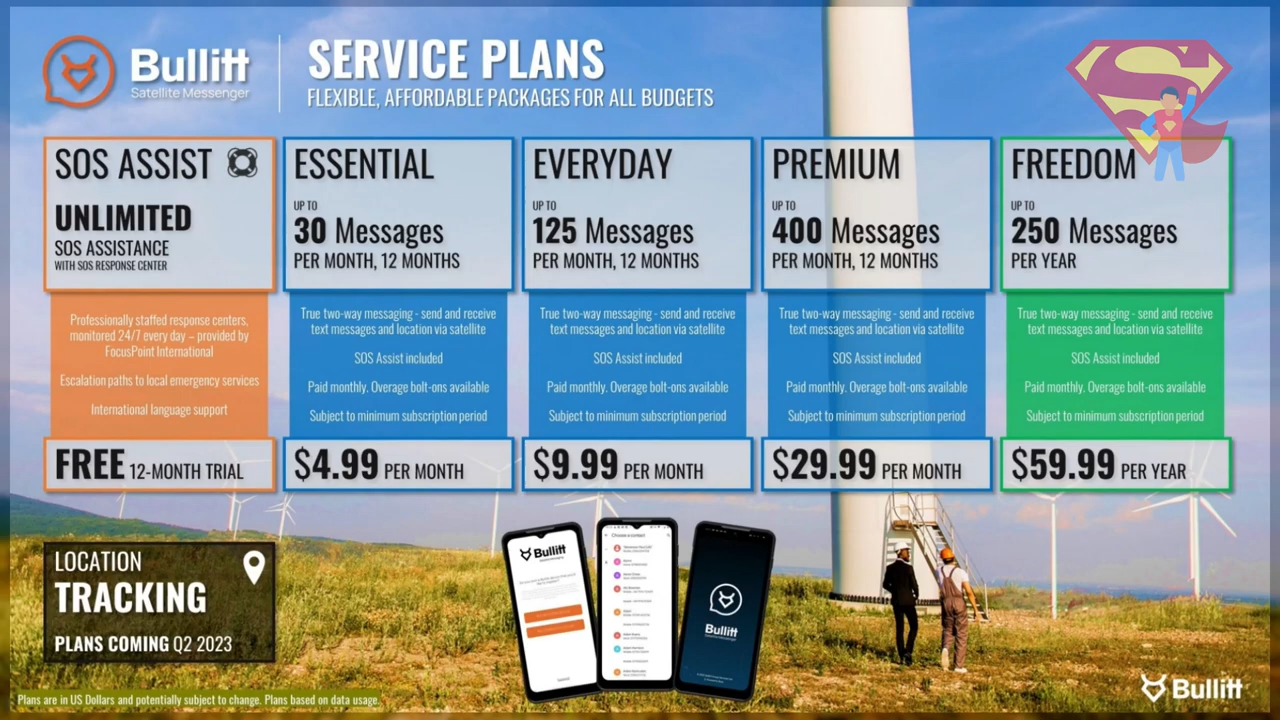 Bullitt
Satellite Messenger
SERVICE PLANS
FLEXIBLE, AFFORDABLE PACKAGES FOR ALL BUDGETS
SOS ASSIST
UNLIMITED
SOS ASSISTANCE
WITH SOS RESPONSE CENTER
Professionally staffed response centers,
monitored 24/7 every day – provided by
FocusPoint International
Escalation paths to local emergency services
International language support
FREE 12-MONTH TRIAL
ESSENTIAL
UP TO
30 Messages
PER MONTH, 12 MONTHS
True two-way messaging - send and receive
text messages and location via satellite
SOS Assist included
Paid monthly. Overage bolt-ons available
Subject to minimum subscription period
$4.99 PER MONTH
EVERYDAY
UP TO
125 Messages
PER MONTH, 12 MONTHS
True two-way messaging - send and receive
text messages and location via satellite
SOS Assist included
Paid monthly. Overage bolt-ons available
Subject to minimum subscription period
$9.99 PER MONTH
PREMIUM
UP TO
400 Messages
PER MONTH, 12 MONTHS
True two-way messaging - send and receive
text messages and location via satellite
SOS Assist included
Paid monthly. Overage bolt-ons available
Subject to minimum subscription period
$29.99 PER MONTH
FREEDOM
UP TO
250 Messages
PER YEAR
True two-way messaging - send and receive
text messages and location via satellite
SOS Assist included
Paid monthly. Overage bolt-ons available
Subject to minimum subscription period
$59.99 PER YEAR
LOCATION
TRACKING
PLANS COMING Q2 2023
Bullitt
Choose a contact
Bullitt
Plans are in US Dollars and potentially subject to change. Plans based on data usage.
Bullitt